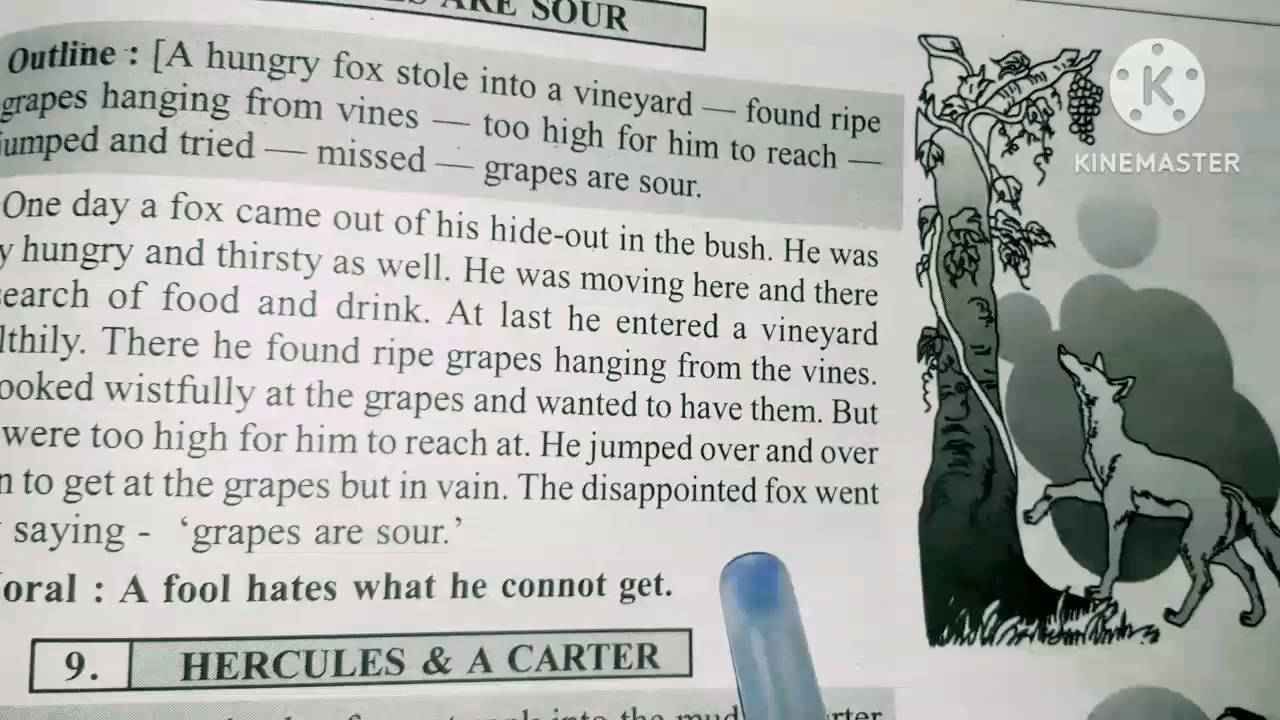 ARE SOUR
Outline : [A hungry fox stole into a vineyard — found ripe
grapes hanging from vines — too high for him to reach —
jumped and tried — missed — grapes are sour.
One day a fox came out of his hide-out in the bush. He was
y hungry and thirsty as well. He was moving here and there
earch of food and drink. At last he entered a vineyard
lthily. There he found ripe grapes hanging from the vines.
ooked wistfully at the grapes and wanted to have them. But
were too high for him to reach at. He jumped over and over
n to get at the grapes but in vain. The disappointed fox went
saying - ‘grapes are sour.’
oral : A fool hates what he connot get.
9. HERCULES & A CARTER
into the mud
K
KINEMASTER